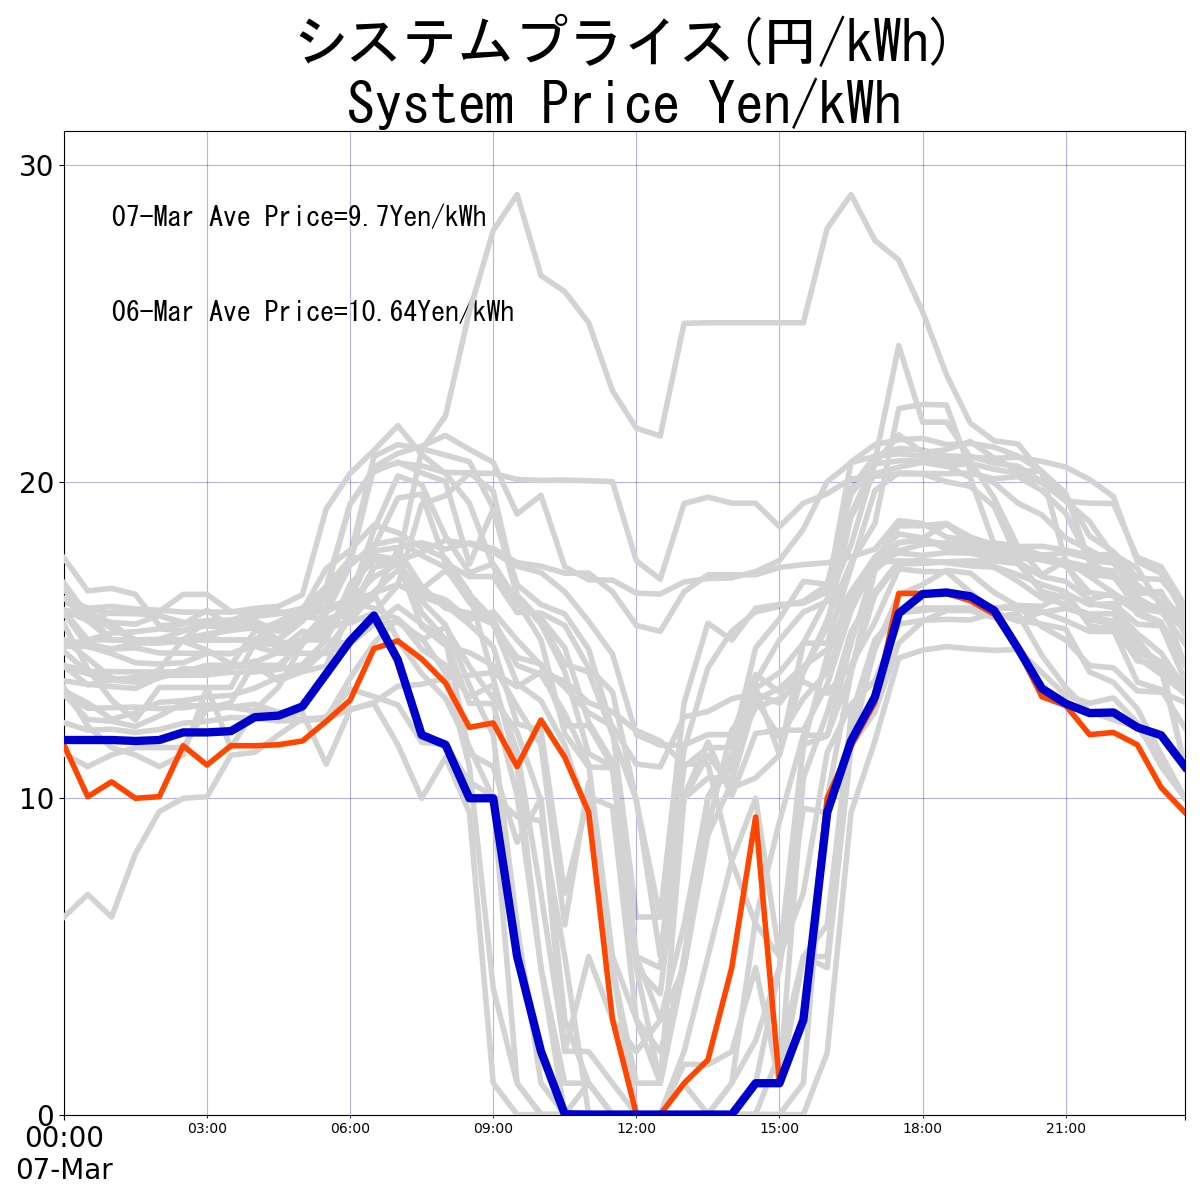 システムプライス(円/kWh)
System Price Yen/kWh
30
07-Mar Ave Price=9.7Yen/kWh
06-Mar Ave Price=10.64Yen/kWh
20
10
0
00:00 03:00 06:00 09:00 12:00 15:00 18:00 21:00
07-Mar